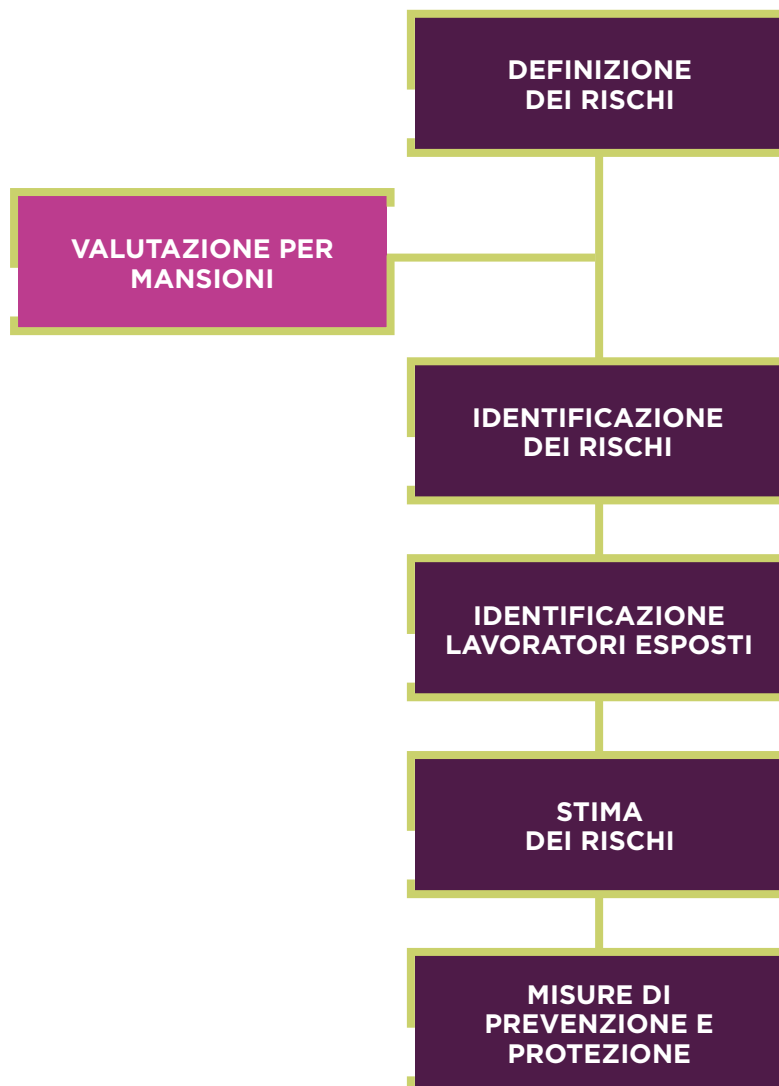 DEFINIZIONE
DEI RISCHI
VALUTAZIONE PER
MANSIONI
IDENTIFICAZIONE
DEI RISCHI
IDENTIFICAZIONE
LAVORATORI ESPOSTI
STIMA
DEI RISCHI
MISURE DI
PREVENZIONE E
PROTEZIONE